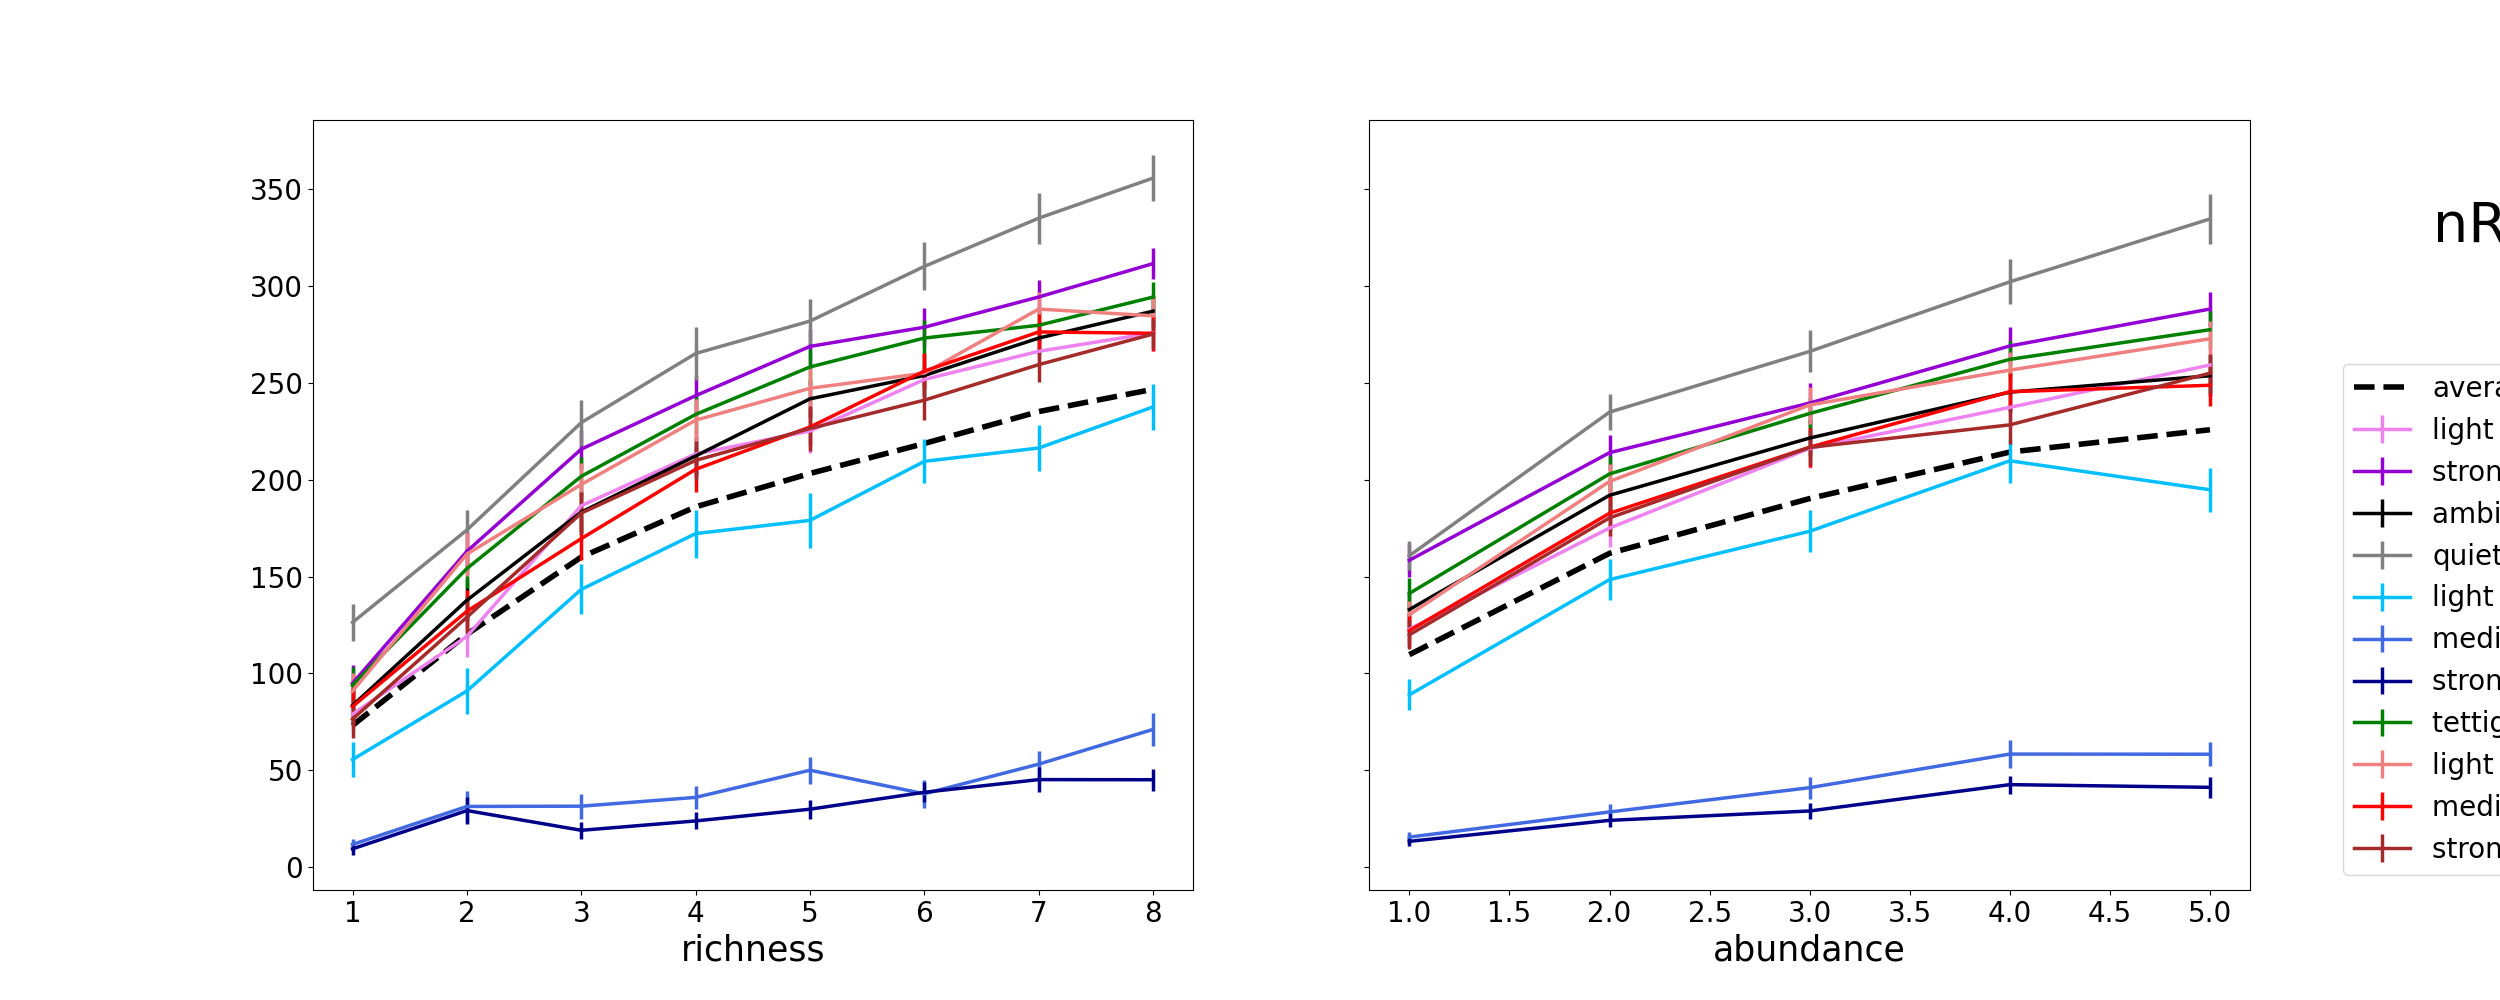 350
300
250
200
150
100
50
0
1 2 3 4 5 6 7 8
richness
1.0 1.5 2.0 2.5 3.0 3.5 4.0 4.5 5.0
abundance
nR
avera
light
stron
ambi
quiet
light
medi
stron
tettig
light
medi
stron